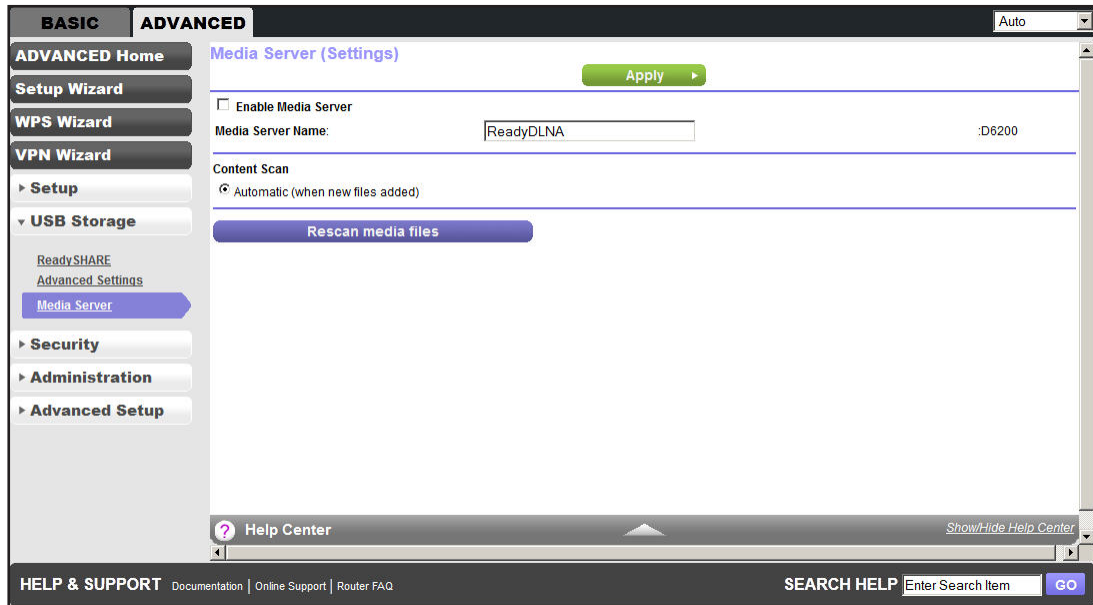 BASIC ADVANCED Auto
ADVANCED Home
Setup Wizard
WPS Wizard
VPN Wizard
Setup
USB Storage
ReadySHARE
Advanced Settings
Media Server
Security
Administration
Advanced Setup
Media Server (Settings)
Apply
Enable Media Server
Media Server Name: ReadyDLNA :D6200
Content Scan
Automatic (when new files added)
Rescan media files
? Help Center Show/Hide Help Center
HELP & SUPPORT Documentation | Online Support | Router FAQ SEARCH HELP Enter Search Item GO